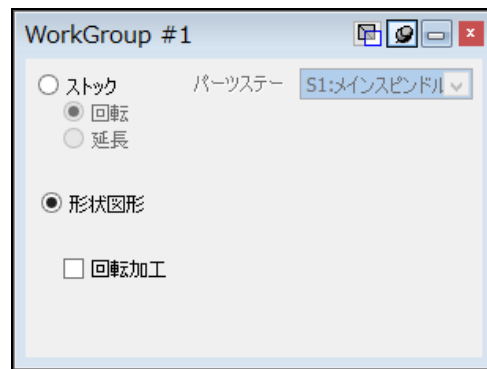 WorkGroup #1
ストック パーツステー S1:メインスピンドル
回転
延長
形状図形
回転加工